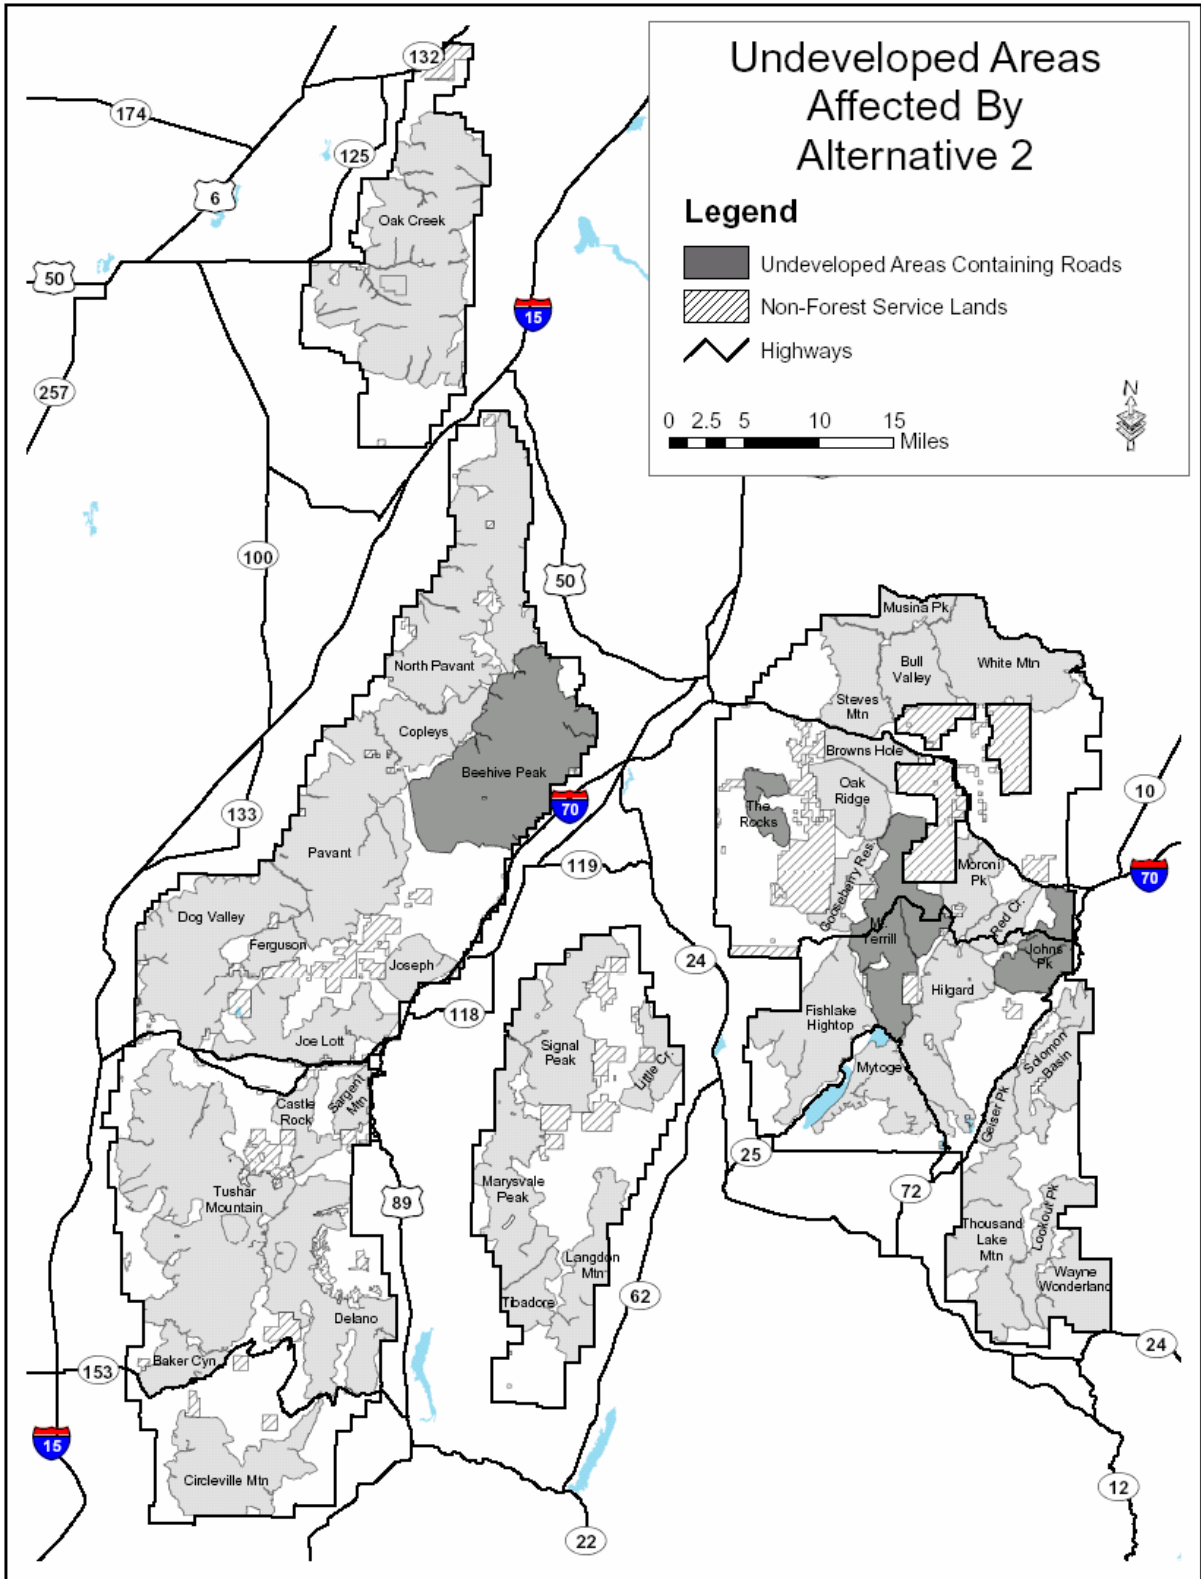 Undeveloped Areas
Affected By
Alternative 2
Legend
Undeveloped Areas Containing Roads
Non-Forest Service Lands
Highways
N
0 2.5 5 10 15
Miles
132
174
125
6
Oak Creek
50
15
257
100
50
Musina Pk
North Pavant
Bull
Valley
White Mtn
Steves
Mtn
Copleys
Browns Hole
Beehive Peak
Oak
Ridge
The
Rocks
10
70
133
Pavant
119
Gooseberry Res.
Moroni
Pk
70
Dog Valley
Red Cr.
Ferguson
Mt.
Terrill
Johns
Pk
Joseph
24
Hilgard
118
Fishlake
Hightop
Joe Lott
Signal
Peak
Little Cr.
Mytoge
Solomon
Basin
Castle
Rock
Sargent
Mtn
Geiser Pk
25
Marysvale
Peak
72
89
Tushar
Mountain
Lookout Pk
Thousand
Lake
Mtn
Langdon
Mtn
Wayne
Wonderland
62
Tibadore
Delano
24
Baker Cyn
153
15
Circleville Mtn
12
22